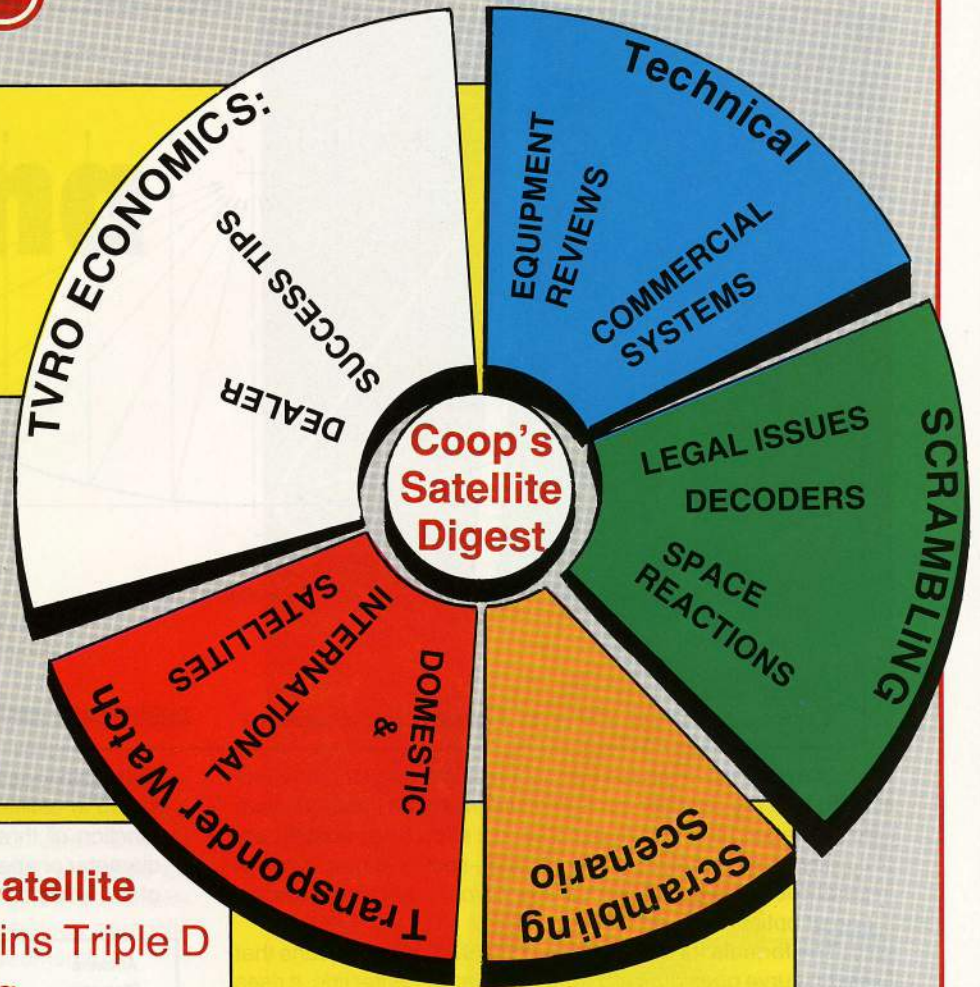 TVRO ECONOMICS:
SUCCESS TIPS
DEALER
Technical
EQUIPMENT
REVIEWS
COMMERCIAL
SYSTEMS
SCRAMBLING
LEGAL ISSUES
DECODERS
SPACE
REACTIONS
Scrambling
Scenario
Transponder Watch
DOMESTIC
&
INTERNATIONAL
SATELLITES
Coop's
Satellite
Digest
atellite
ins Triple D